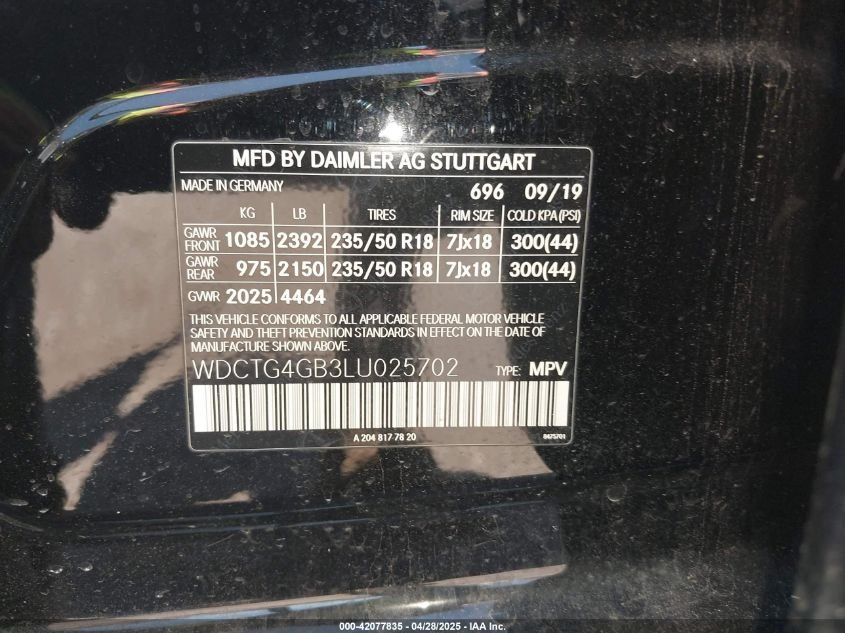 MFD BY DAIMLER AG STUTTGART
MADE IN GERMANY 696 09/19
KG LB TIRES RIM SIZE COLD KPA (PSI)
GAWR FRONT 1085 2392 235/50 R18 7Jx18 300(44)
GAWR REAR 975 2150 235/50 R18 7Jx18 300(44)
GVWR 2025 4464
THIS VEHICLE CONFORMS TO ALL APPLICABLE FEDERAL MOTOR VEHICLE
SAFETY AND THEFT PREVENTION STANDARDS IN EFFECT ON THE DATE OF
MANUFACTURE SHOWN ABOVE.
WDCTG4GB3LU025702 TYPE: MPV
A 204 817 78 20 8475701
000-42077835 - 04/28/2025 - IAA Inc.